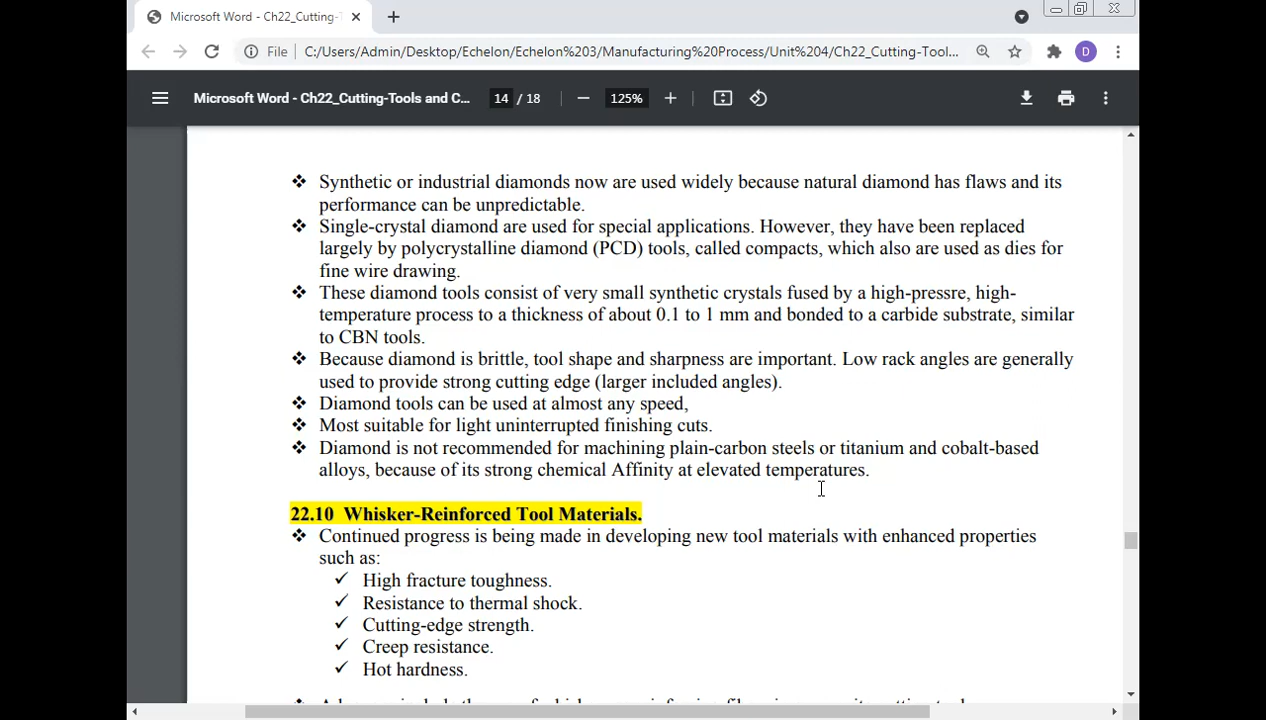 Microsoft Word - Ch22_Cutting-T
File C:/Users/Admin/Desktop/Echelon/Echelon%203/Manufacturing%20Process/Unit%204/Ch22_Cutting-Tool... D
Microsoft Word - Ch22_Cutting-Tools and C... 14 / 18 125%
❖ Synthetic or industrial diamonds now are used widely because natural diamond has flaws and its
performance can be unpredictable.
❖ Single-crystal diamond are used for special applications. However, they have been replaced
largely by polycrystalline diamond (PCD) tools, called compacts, which also are used as dies for
fine wire drawing.
❖ These diamond tools consist of very small synthetic crystals fused by a high-pressre, high-
temperature process to a thickness of about 0.1 to 1 mm and bonded to a carbide substrate, similar
to CBN tools.
❖ Because diamond is brittle, tool shape and sharpness are important. Low rack angles are generally
used to provide strong cutting edge (larger included angles).
❖ Diamond tools can be used at almost any speed,
❖ Most suitable for light uninterrupted finishing cuts.
❖ Diamond is not recommended for machining plain-carbon steels or titanium and cobalt-based
alloys, because of its strong chemical Affinity at elevated temperatures.
22.10 Whisker-Reinforced Tool Materials.
❖ Continued progress is being made in developing new tool materials with enhanced properties
such as:
✓ High fracture toughness.
✓ Resistance to thermal shock.
✓ Cutting-edge strength.
✓ Creep resistance.
✓ Hot hardness.